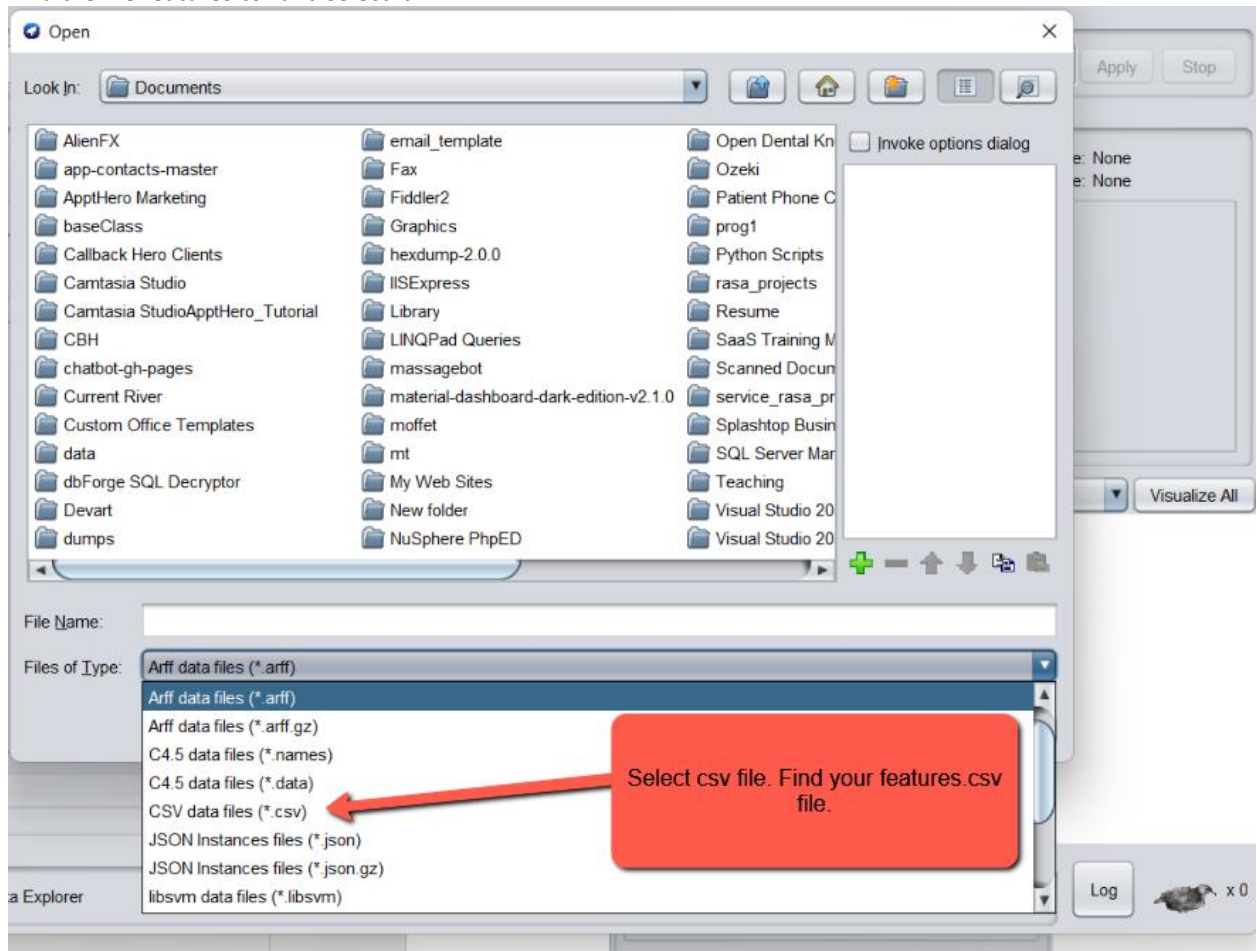 Open
Look In: Documents
Apply Stop
AlienFX
app-contacts-master
ApptHero Marketing
baseClass
Callback Hero Clients
Camtasia Studio
Camtasia StudioApptHero_Tutorial
CBH
chatbot-gh-pages
Current River
Custom Office Templates
data
dbForge SQL Decryptor
Devart
dumps
email_template
Fax
Fiddler2
Graphics
hexdump-2.0.0
IISExpress
Library
LINQPad Queries
massagebot
material-dashboard-dark-edition-v2.1.0
moffet
mt
My Web Sites
New folder
NuSphere PhpED
Open Dental Kn
Ozeki
Patient Phone C
prog1
Python Scripts
rasa_projects
Resume
SaaS Training M
Scanned Docum
service_rasa_pr
Splashtop Busin
SQL Server Man
Teaching
Visual Studio 20
Visual Studio 20
Invoke options dialog
e: None
e: None
Visualize All
File Name:
Files of Type: Arff data files (*.arff)
Arff data files (*.arff)
Arff data files (*.arff.gz)
C4.5 data files (*.names)
C4.5 data files (*.data)
CSV data files (*.csv)
JSON Instances files (*.json)
JSON Instances files (*.json.gz)
libsvm data files (*.libsvm)
Select csv file. Find your features.csv
file.
a Explorer
Log x 0